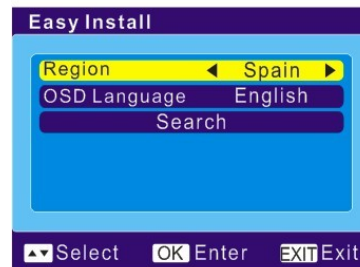 Easy Install
Region ◀ Spain ▶
OSD Language English
Search
▲▼ Select OK Enter EXIT Exit